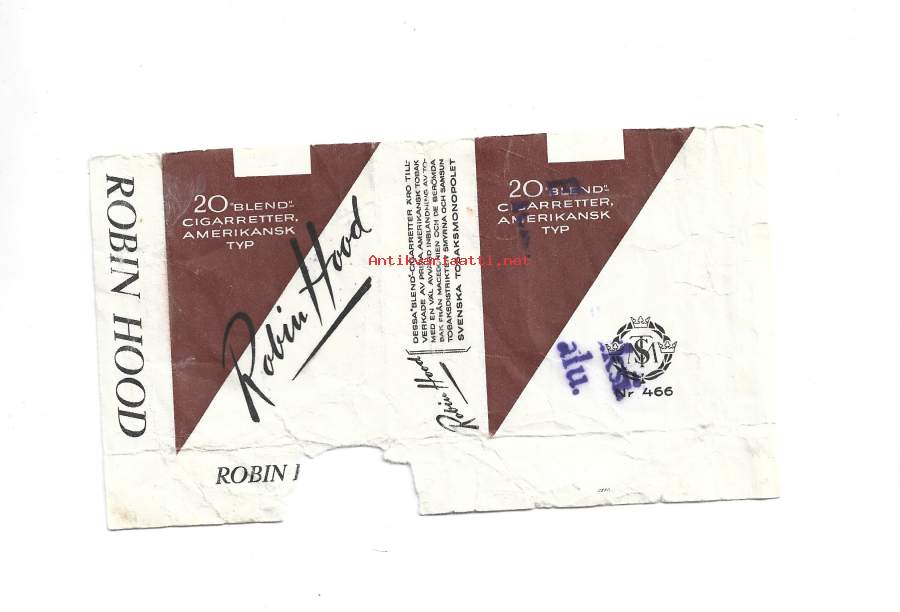 ROBIN HOOD
20 "BLEND"-
CIGARRETTER,
AMERIKANSK
TYP
Robin Hood
ROBIN
Antikvariaatti.net
DESSA "BLEND"-CIGARRETTER ÄRO TILL-
VERKADE AV PRIMA AMERIKANSK TOBAK
MED EN VÄL AVVÄGD INBLANDNING AV TO-
BAK FRÅN MACEDONIEN OCH DE BERÖMDA
TOBAKSDISTRIKTEN SMYRNA OCH SAMSUN
SVENSKA TOBAKSMONOPOLET
Robin Hood
20 "BLEND"-
CIGARRETTER,
AMERIKANSK
TYP
alu.
STM
Nr 466